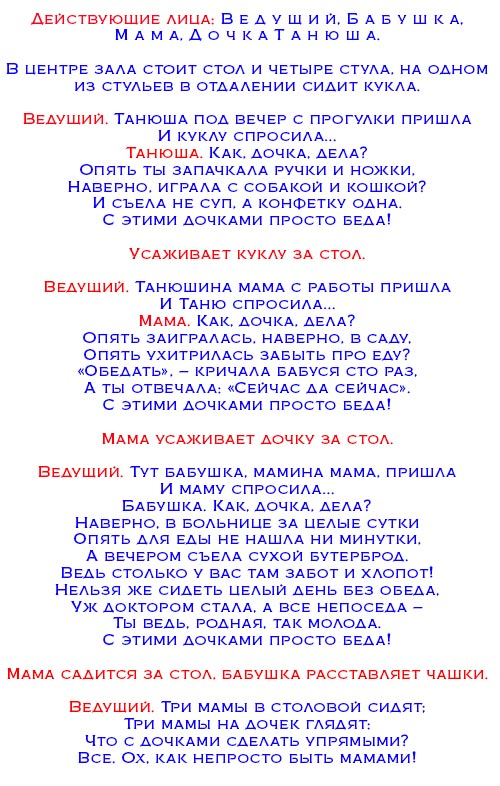 Действующие лица: В е д у щ и й, Б а б у ш к а,
М а м а, Д о ч к а Т а н ю ш а.
В центре зала стоит стол и четыре стула, на одном
из стульев в отдалении сидит кукла.
Ведущий. Танюша под вечер с прогулки пришла
И куклу спросила...
Танюша. Как, дочка, дела?
Опять ты запачкала ручки и ножки,
Наверно, играла с собакой и кошкой?
И съела не суп, а конфетку одна.
С этими дочками просто беда!
Усаживает куклу за стол.
Ведущий. Танюшина мама с работы пришла
И Таню спросила...
Мама. Как, дочка, дела?
Опять заигралась, наверно, в саду,
Опять ухитрилась забыть про еду?
«Обедать», – кричала бабуся сто раз,
А ты отвечала: «Сейчас да сейчас».
С этими дочками просто беда!
Мама усаживает дочку за стол.
Ведущий. Тут бабушка, мамина мама, пришла
И маму спросила...
Бабушка. Как, дочка, дела?
Наверно, в больнице за целые сутки
Опять для еды не нашла ни минутки,
А вечером съела сухой бутерброд.
Ведь столько у вас там забот и хлопот!
Нельзя же сидеть целый день без обеда,
Уж доктором стала, а все непоседа –
Ты ведь, родная, так молода.
С этими дочками просто беда!
Мама садится за стол, бабушка расставляет чашки.
Ведущий. Три мамы в столовой сидят;
Три мамы на дочек глядят;
Что с дочками сделать упрямыми?
Все. Ох, как непросто быть мамами!